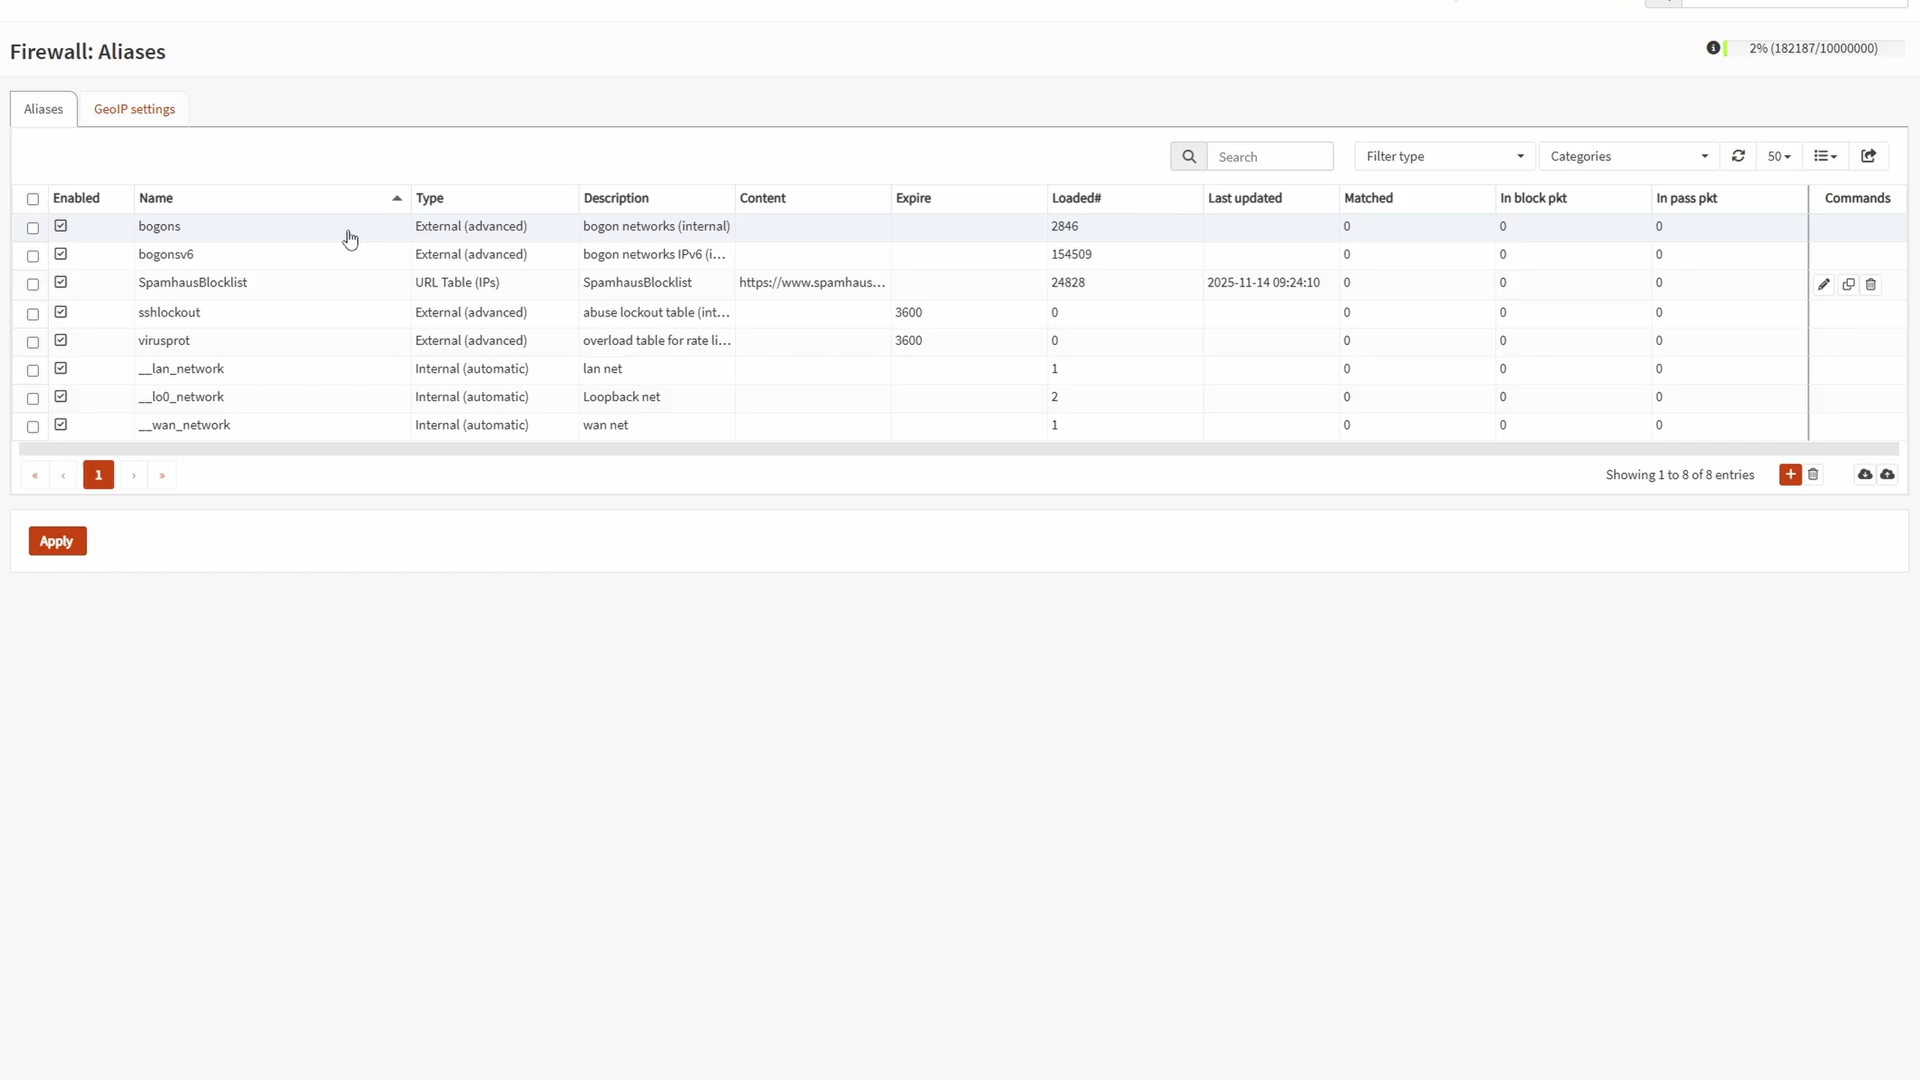 Firewall: Aliases
2% (182187/10000000)
Aliases
GeoIP settings
Search
Filter type
Categories
50
Enabled Name Type Description Content Expire Loaded# Last updated Matched In block pkt In pass pkt Commands
bogons External (advanced) bogon networks (internal) 2846 0 0 0
bogonsv6 External (advanced) bogon networks IPv6 (i... 154509 0 0 0
SpamhausBlocklist URL Table (IPs) SpamhausBlocklist https://www.spamhaus... 24828 2025-11-14 09:24:10 0 0 0
sshlockout External (advanced) abuse lockout table (int... 3600 0 0 0 0
virusprot External (advanced) overload table for rate li... 3600 0 0 0 0
__lan_network Internal (automatic) lan net 1 0 0 0
__lo0_network Internal (automatic) Loopback net 2 0 0 0
__wan_network Internal (automatic) wan net 1 0 0 0
« ‹ 1 › »
Showing 1 to 8 of 8 entries
Apply